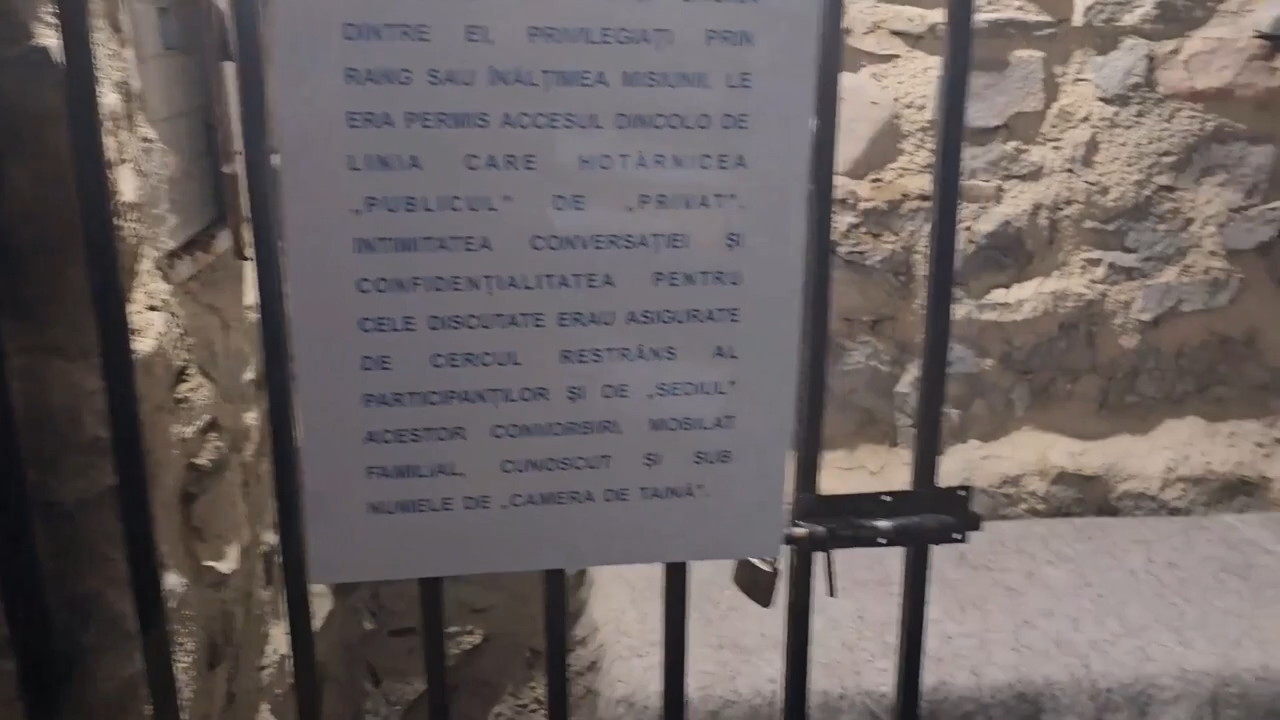 DINTRE EI, PRIVILEGIAȚI PRIN
RANG SAU ÎNĂLȚIMEA MISIUNII, LE
ERA PERMIS ACCESUL DINCOLO DE
LINIA CARE HOTĂRNICEA
„PUBLICUL” DE „PRIVAT”.
INTIMITATEA CONVERSAȚIEI ȘI
CONFIDENȚIALITATEA PENTRU
CELE DISCUTATE ERAU ASIGURATE
DE CERCUL RESTRÂNS AL
PARTICIPANȚILOR ȘI DE „SEDIUL”
ACESTOR CONVORBIRI, MOBILAT
FAMILIAL, CUNOSCUT ȘI SUB
NUMELE DE „CAMERA DE TAINĂ”.